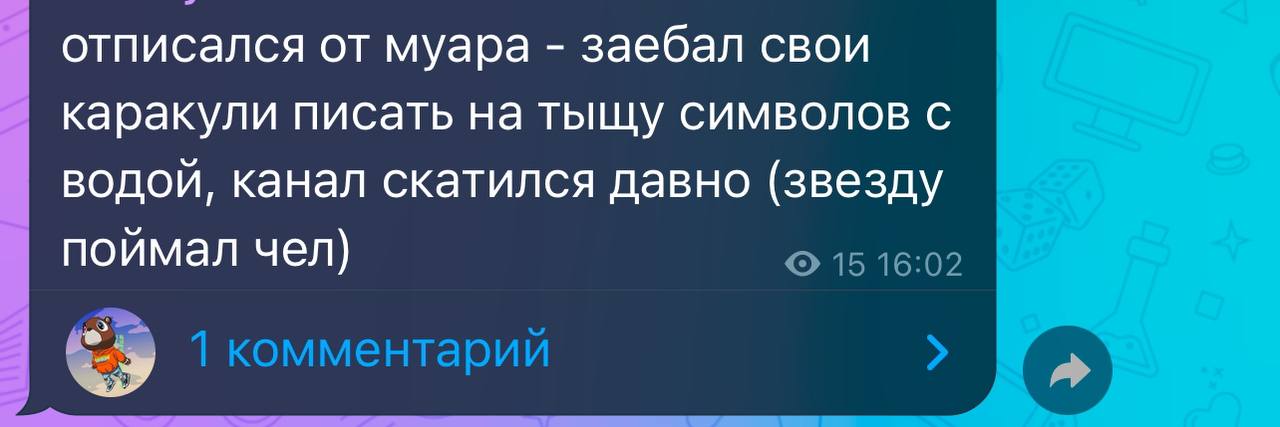 отписался от муара - заебал свои
каракули писать на тыщу символов с
водой, канал скатился давно (звезду
поймал чел)
15 16:02
1 комментарий